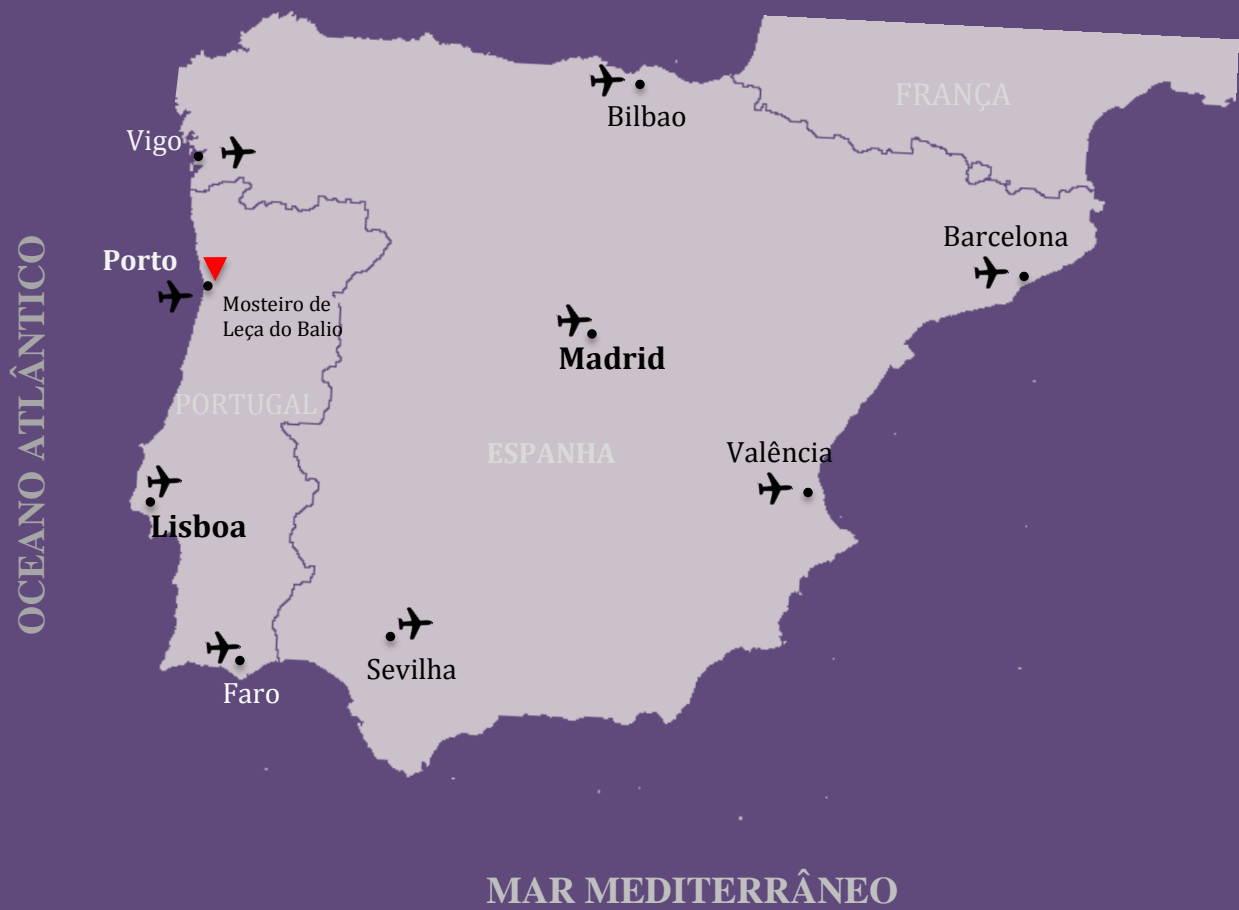 FRANÇA
Bilbao
Vigo
Barcelona
Porto
Mosteiro de
Leça do Balio
Madrid
PORTUGAL
ESPANHA
Valência
OCEANO ATLÂNTICO
Lisboa
Sevilha
Faro
MAR MEDITERRÂNEO